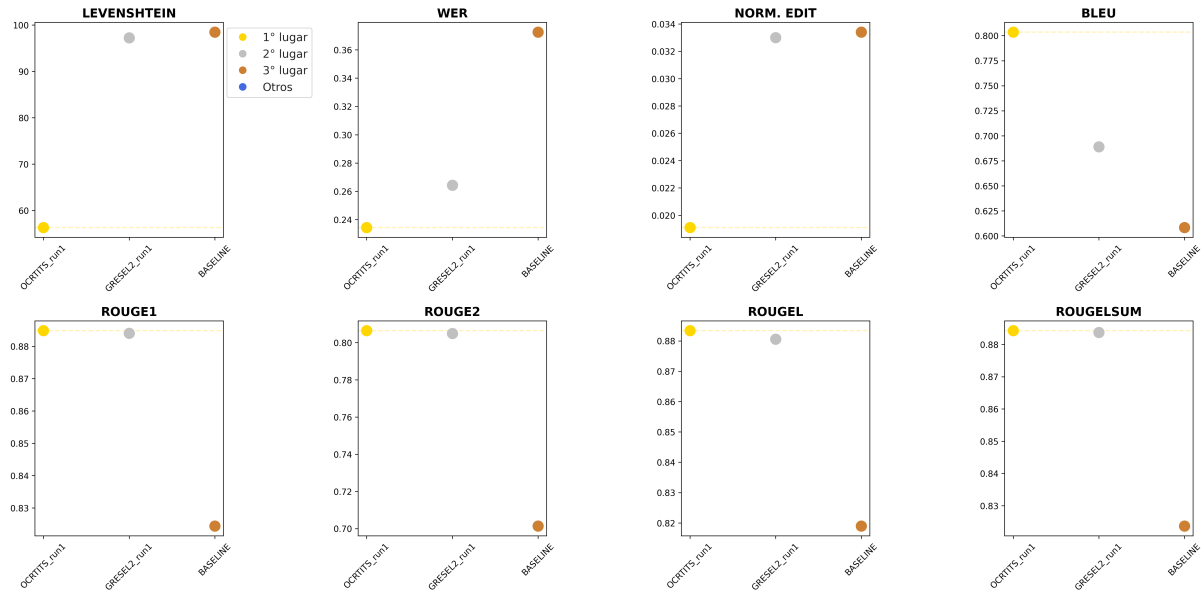 LEVENSHTEIN
100
90
80
70
60
OCRTITS_run1
GRESEL2_run1
BASELINE
1° lugar
2° lugar
3° lugar
Otros
WER
0.36
0.34
0.32
0.30
0.28
0.26
0.24
OCRTITS_run1
GRESEL2_run1
BASELINE
NORM. EDIT
0.034
0.032
0.030
0.028
0.026
0.024
0.022
0.020
OCRTITS_run1
GRESEL2_run1
BASELINE
BLEU
0.800
0.775
0.750
0.725
0.700
0.675
0.650
0.625
0.600
OCRTITS_run1
GRESEL2_run1
BASELINE
ROUGE1
0.88
0.87
0.86
0.85
0.84
0.83
OCRTITS_run1
GRESEL2_run1
BASELINE
ROUGE2
0.80
0.78
0.76
0.74
0.72
0.70
OCRTITS_run1
GRESEL2_run1
BASELINE
ROUGEL
0.88
0.87
0.86
0.85
0.84
0.83
0.82
OCRTITS_run1
GRESEL2_run1
BASELINE
ROUGELSUM
0.88
0.87
0.86
0.85
0.84
0.83
OCRTITS_run1
GRESEL2_run1
BASELINE